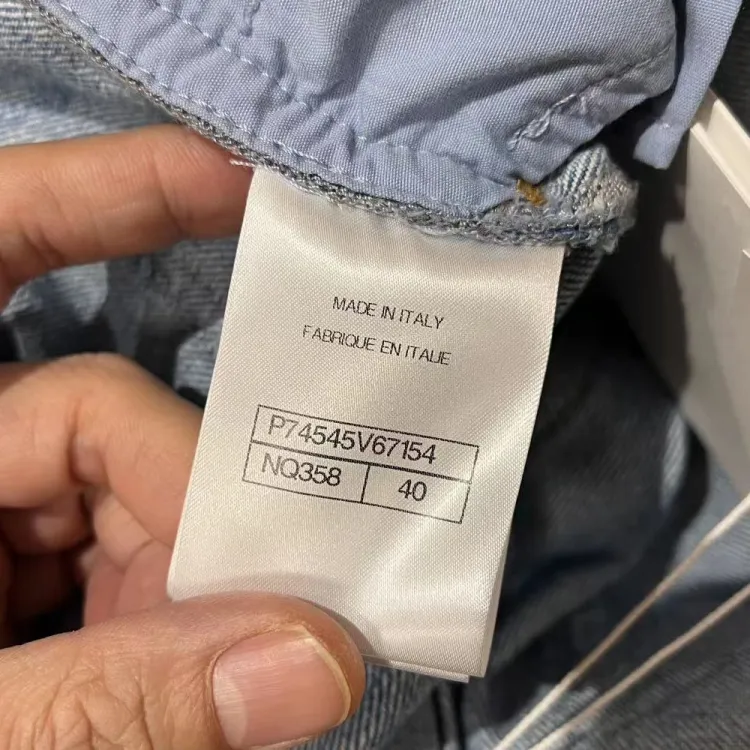 MADE IN ITALY
FABRIQUE EN ITALIE
P74545V67154
NQ358 40